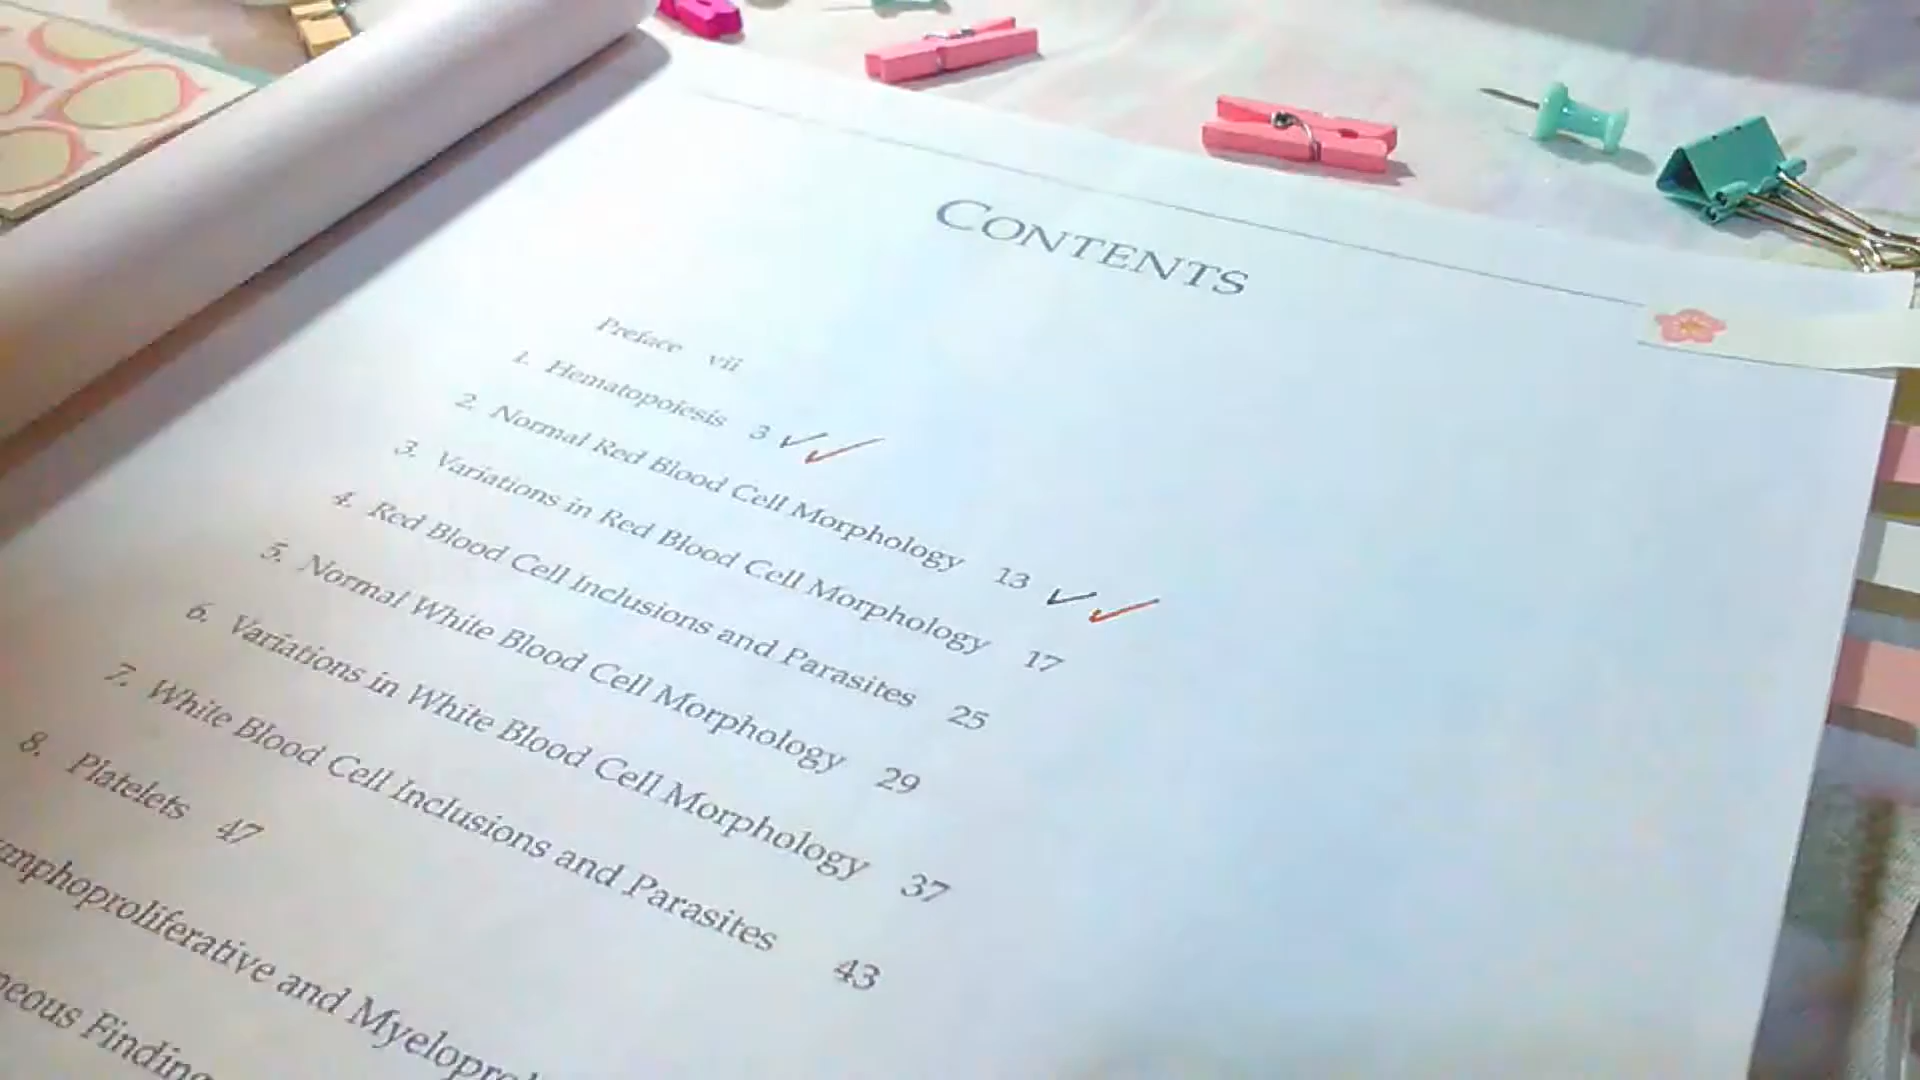 CONTENTS
Preface vii
1. Hematopoiesis 3 ✓✓
2. Normal Red Blood Cell Morphology 13 ✓✓
3. Variations in Red Blood Cell Morphology 17
4. Red Blood Cell Inclusions and Parasites 25
5. Normal White Blood Cell Morphology 29
6. Variations in White Blood Cell Morphology 37
7. White Blood Cell Inclusions and Parasites 43
8. Platelets 47
mphoproliferative and Myelopro
eous Finding